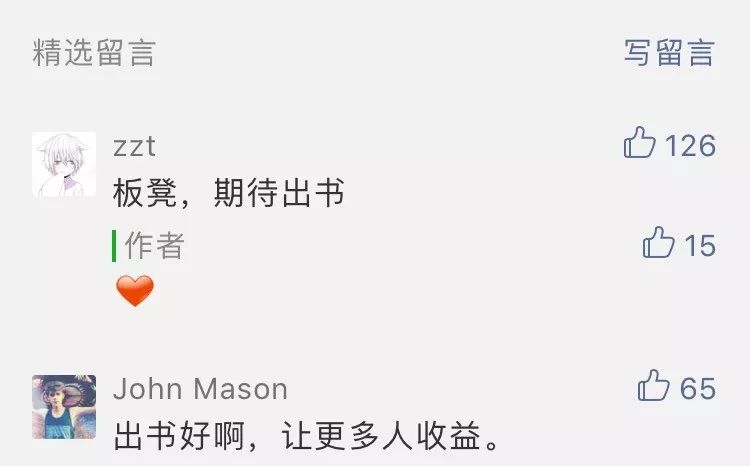 精选留言 写留言
zzt 126
板凳，期待出书
作者 15
John Mason 65
出书好啊，让更多人收益。